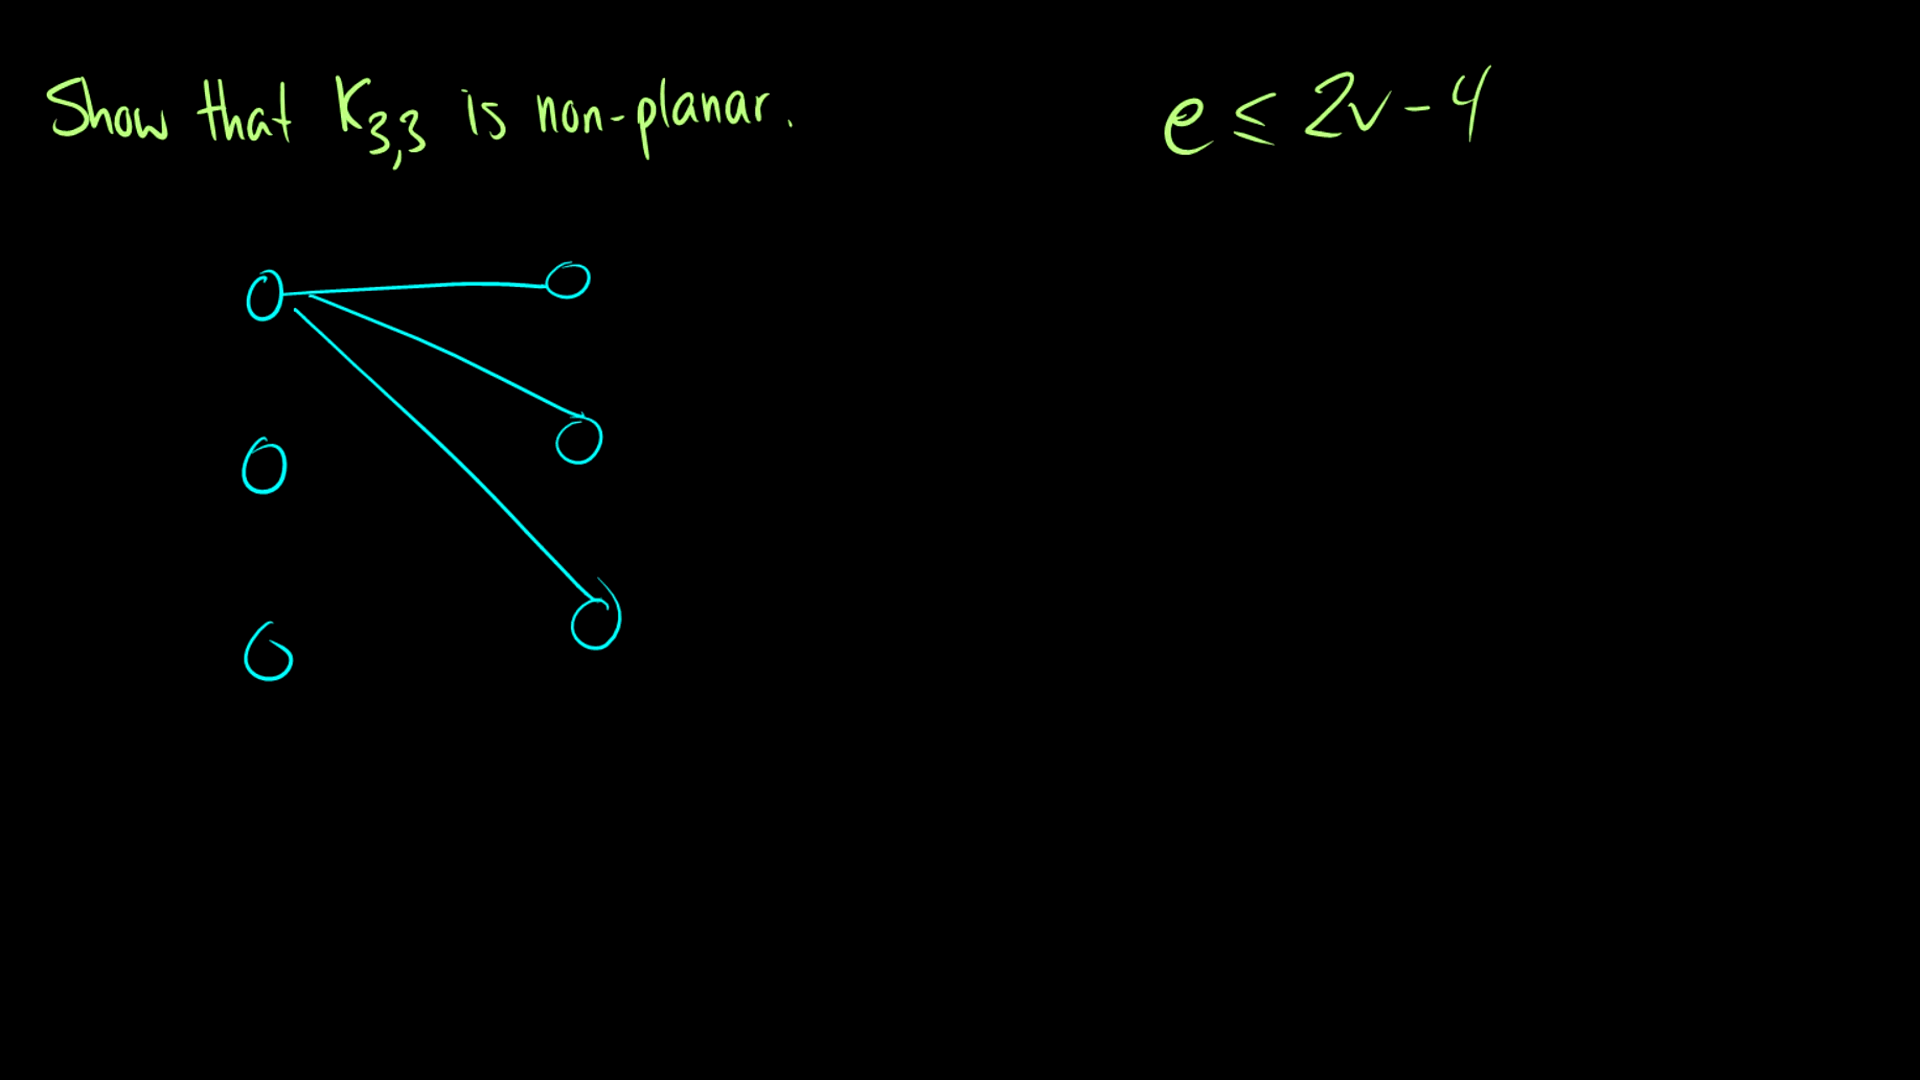 Show that K₃,₃ is non-planar.
e ≤ 2v - 4